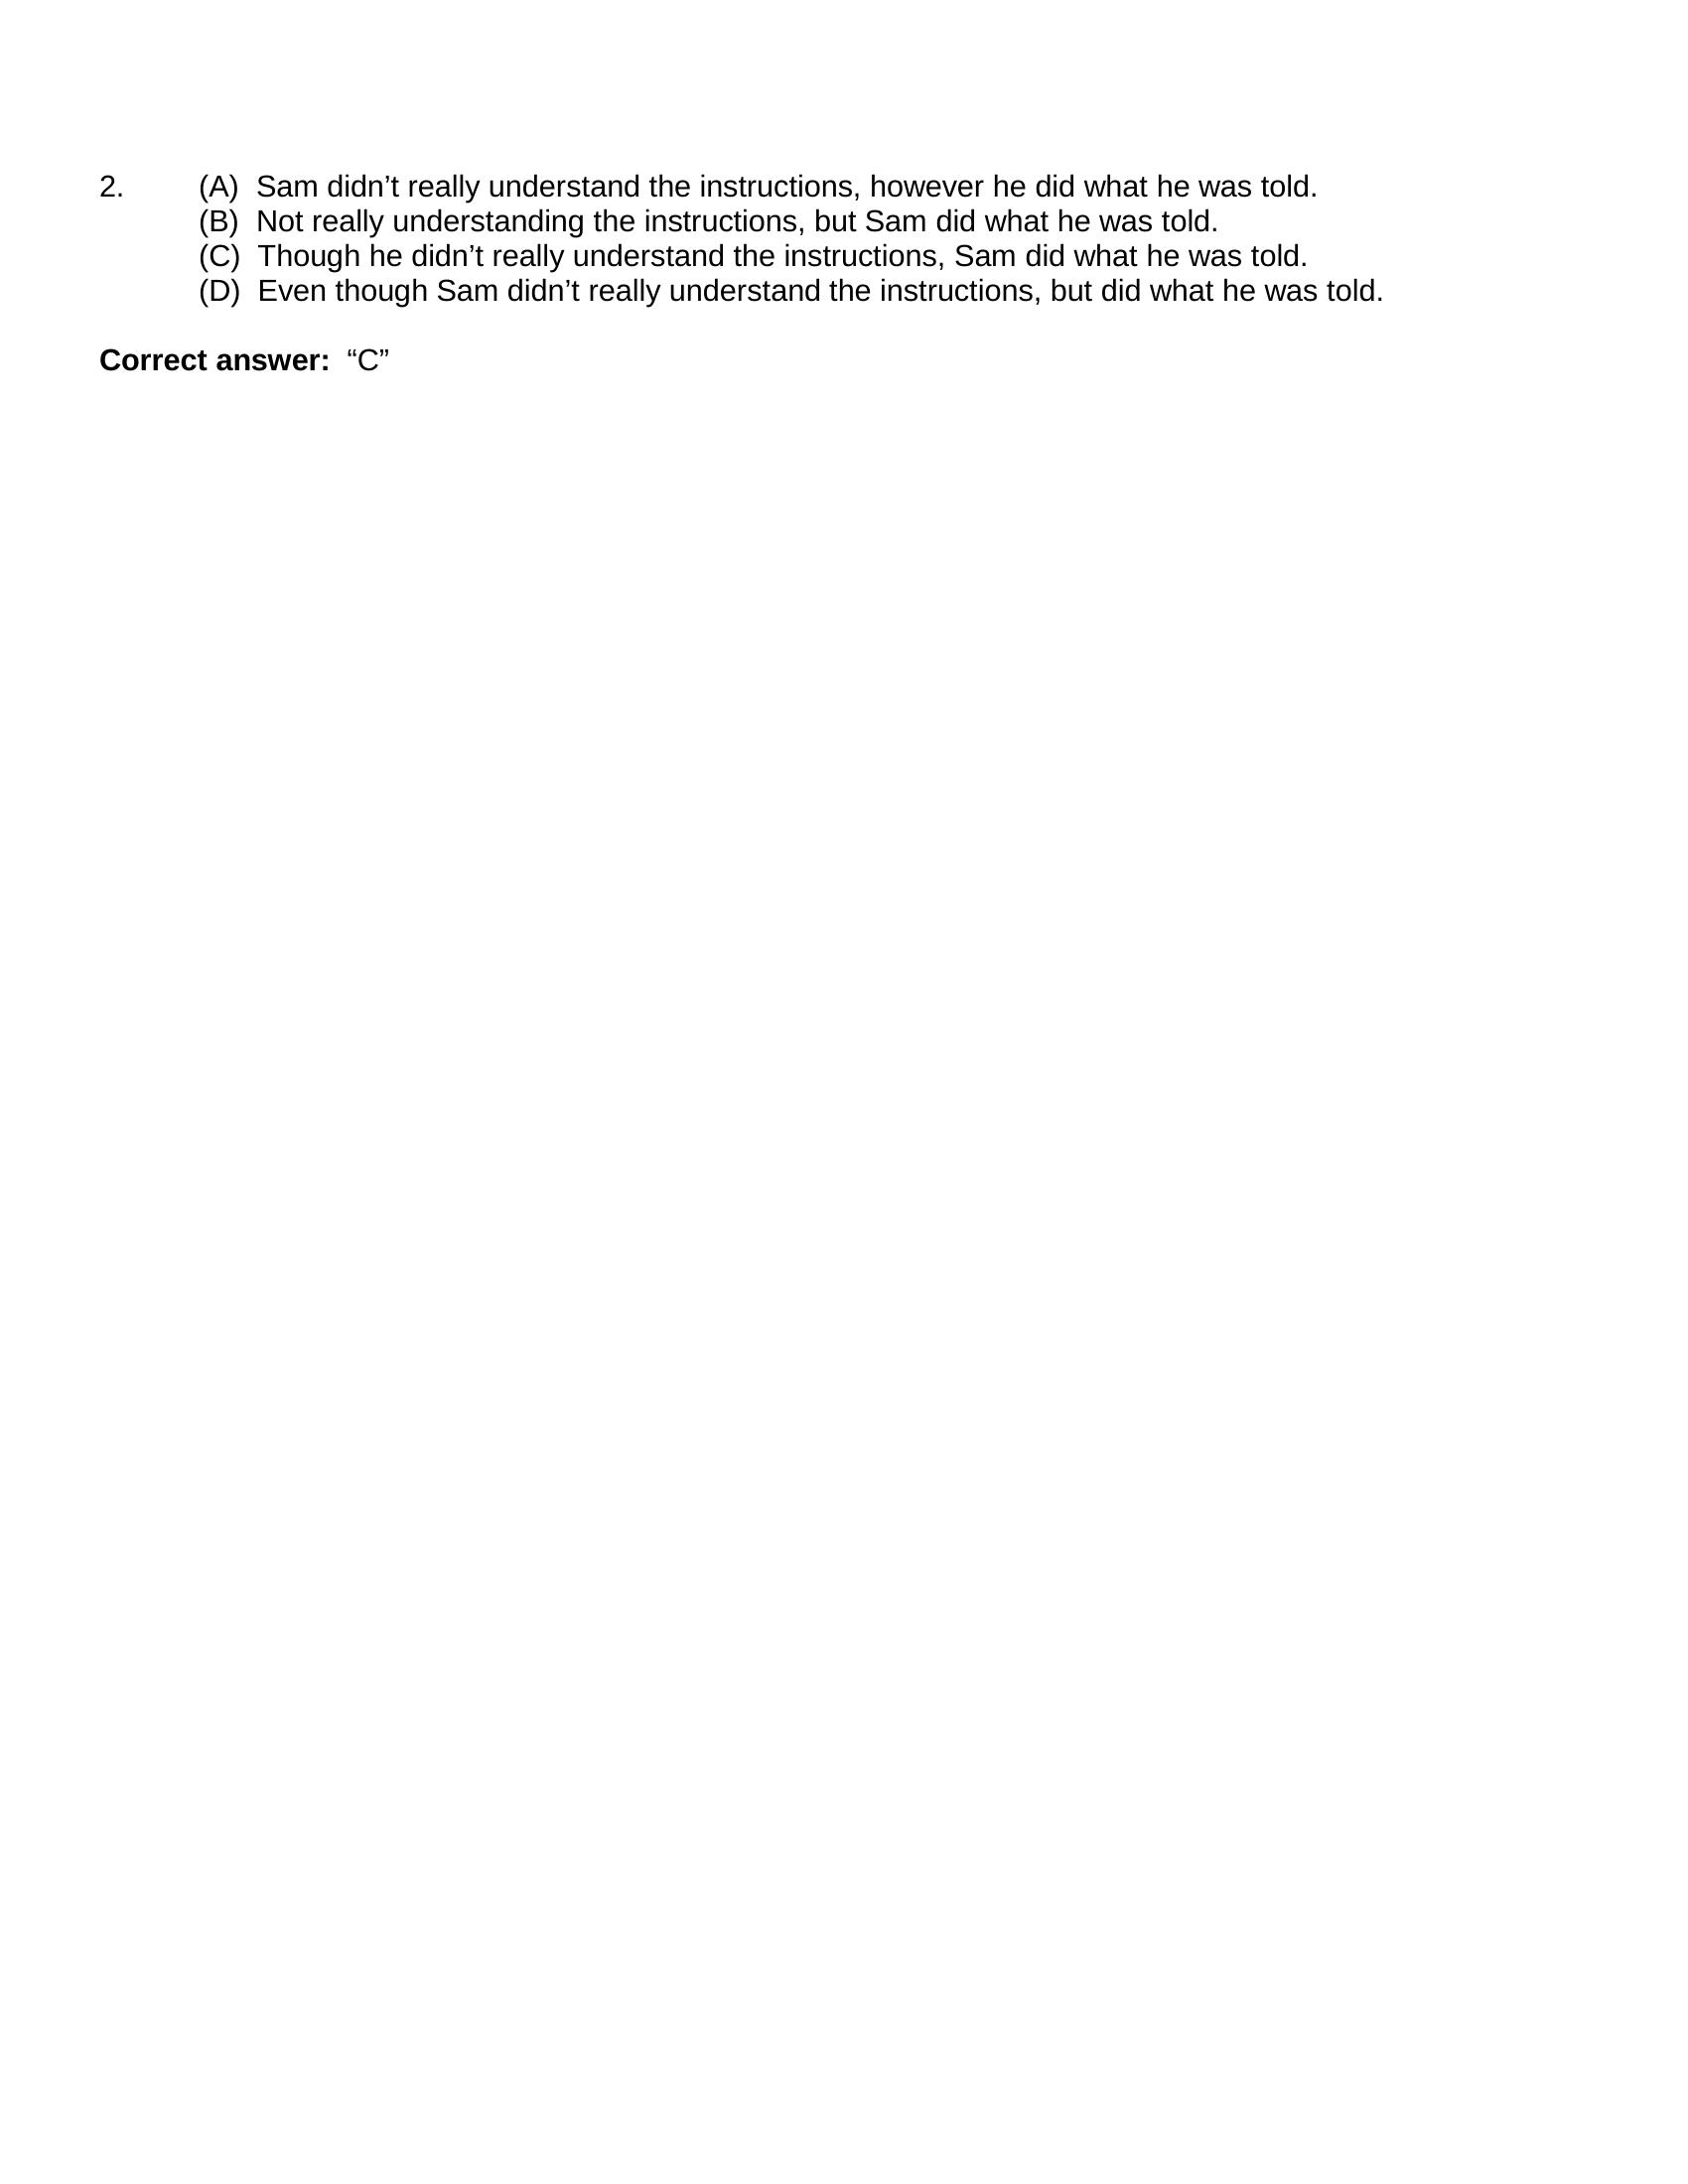 2. (A) Sam didn’t really understand the instructions, however he did what he was told.
(B) Not really understanding the instructions, but Sam did what he was told.
(C) Though he didn’t really understand the instructions, Sam did what he was told.
(D) Even though Sam didn’t really understand the instructions, but did what he was told.
Correct answer: “C”